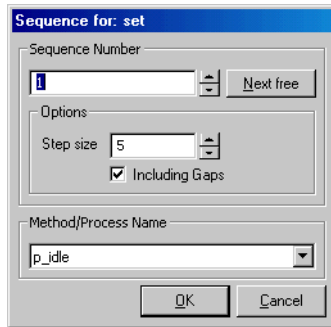 Sequence for: set
Sequence Number
1
Next free
Options
Step size 5
Including Gaps
Method/Process Name
p_idle
OK Cancel